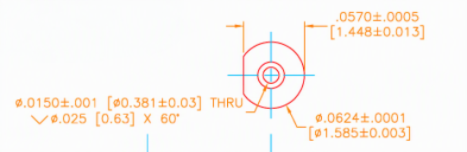 .0570±.0005
[1.448±0.013]
ø.0150±.001 [ø0.381±0.03] THRU
⌵ø.025 [0.63] X 60°
ø.0624±.0001
[ø1.585±0.003]